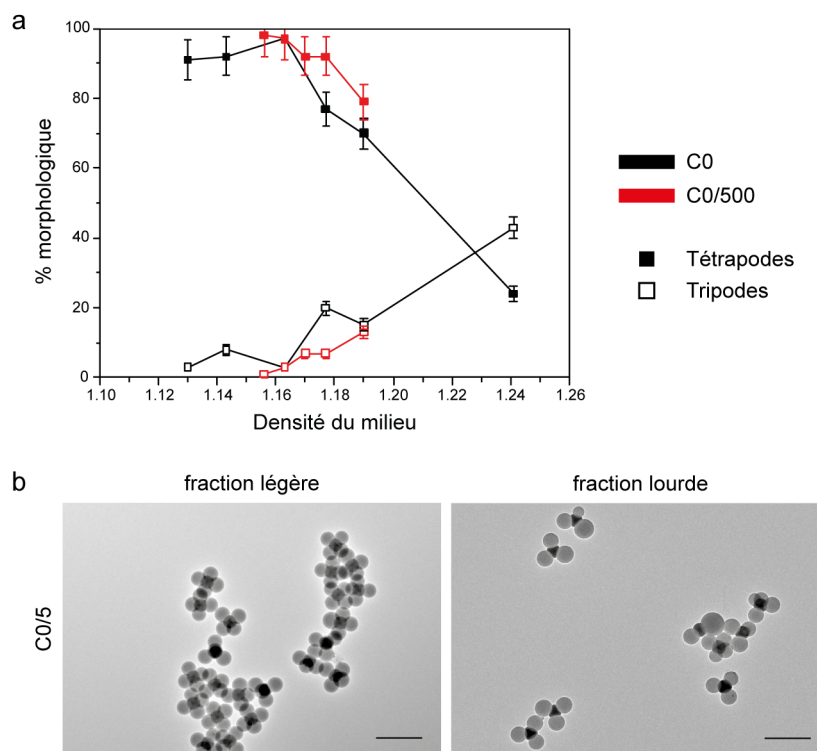 a
100
80
60
40
20
0
% morphologique
1.10 1.12 1.14 1.16 1.18 1.20 1.22 1.24 1.26
Densité du milieu
C0
C0/500
Tétrapodes
Tripodes
b
fraction légère
fraction lourde
C0/5